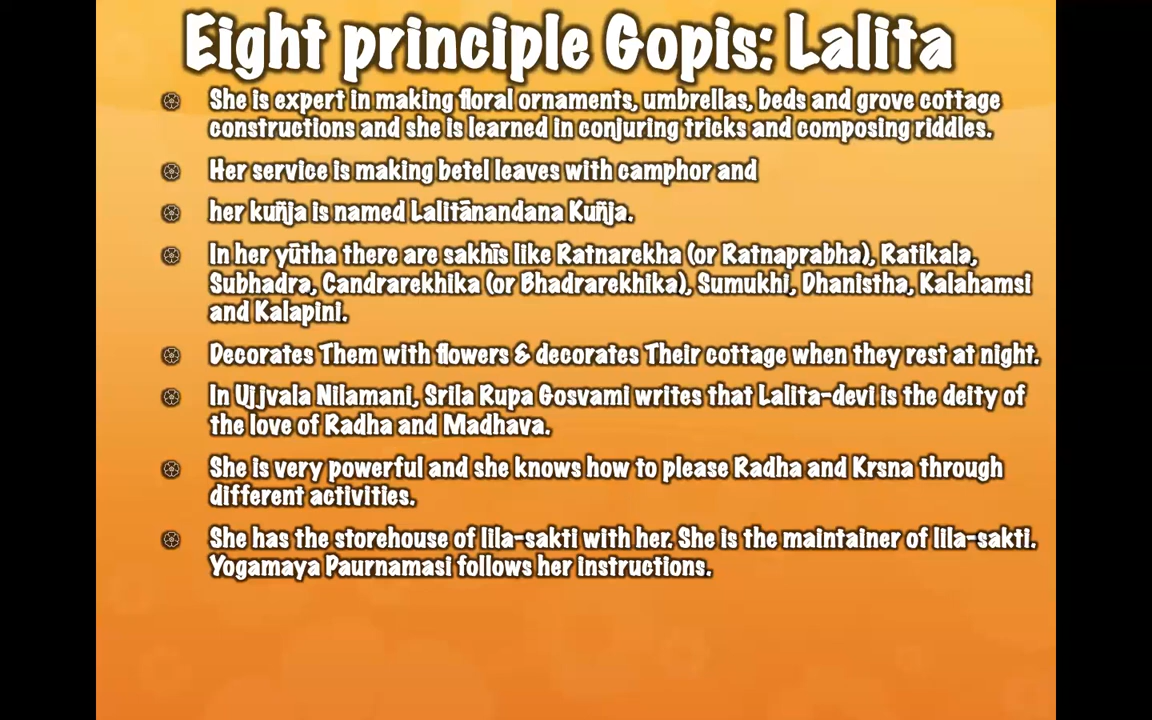 Eight principle Gopis: Lalita
She is expert in making floral ornaments, umbrellas, beds and grove cottage
constructions and she is learned in conjuring tricks and composing riddles.
Her service is making betel leaves with camphor and
her kuñja is named Lalitānandana Kuñja.
In her yūtha there are sakhīs like Ratnarekha (or Ratnaprabha), Ratikala,
Subhadra, Candrarekhika (or Bhadrarekhika), Sumukhi, Dhanistha, Kalahamsi
and Kalapini.
Decorates Them with flowers & decorates Their cottage when they rest at night.
In Ujjvala Nilamani, Srila Rupa Gosvami writes that Lalita-devi is the deity of
the love of Radha and Madhava.
She is very powerful and she knows how to please Radha and Krsna through
different activities.
She has the storehouse of lila-sakti with her. She is the maintainer of lila-sakti.
Yogamaya Paurnamasi follows her instructions.